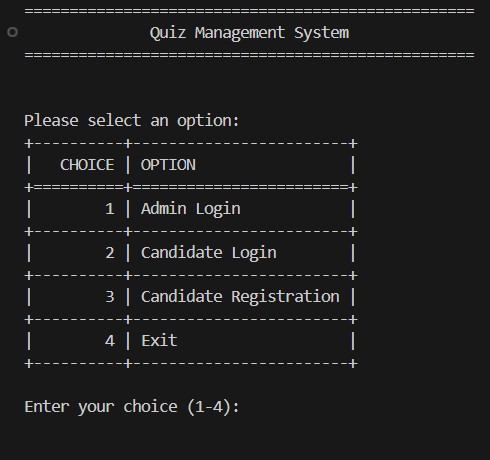 ==================================================
Quiz Management System
==================================================
Please select an option:
+----------+------------------------+
|   CHOICE | OPTION                 |
+==========+========================+
|        1 | Admin Login            |
+----------+------------------------+
|        2 | Candidate Login        |
+----------+------------------------+
|        3 | Candidate Registration |
+----------+------------------------+
|        4 | Exit                   |
+----------+------------------------+
Enter your choice (1-4):